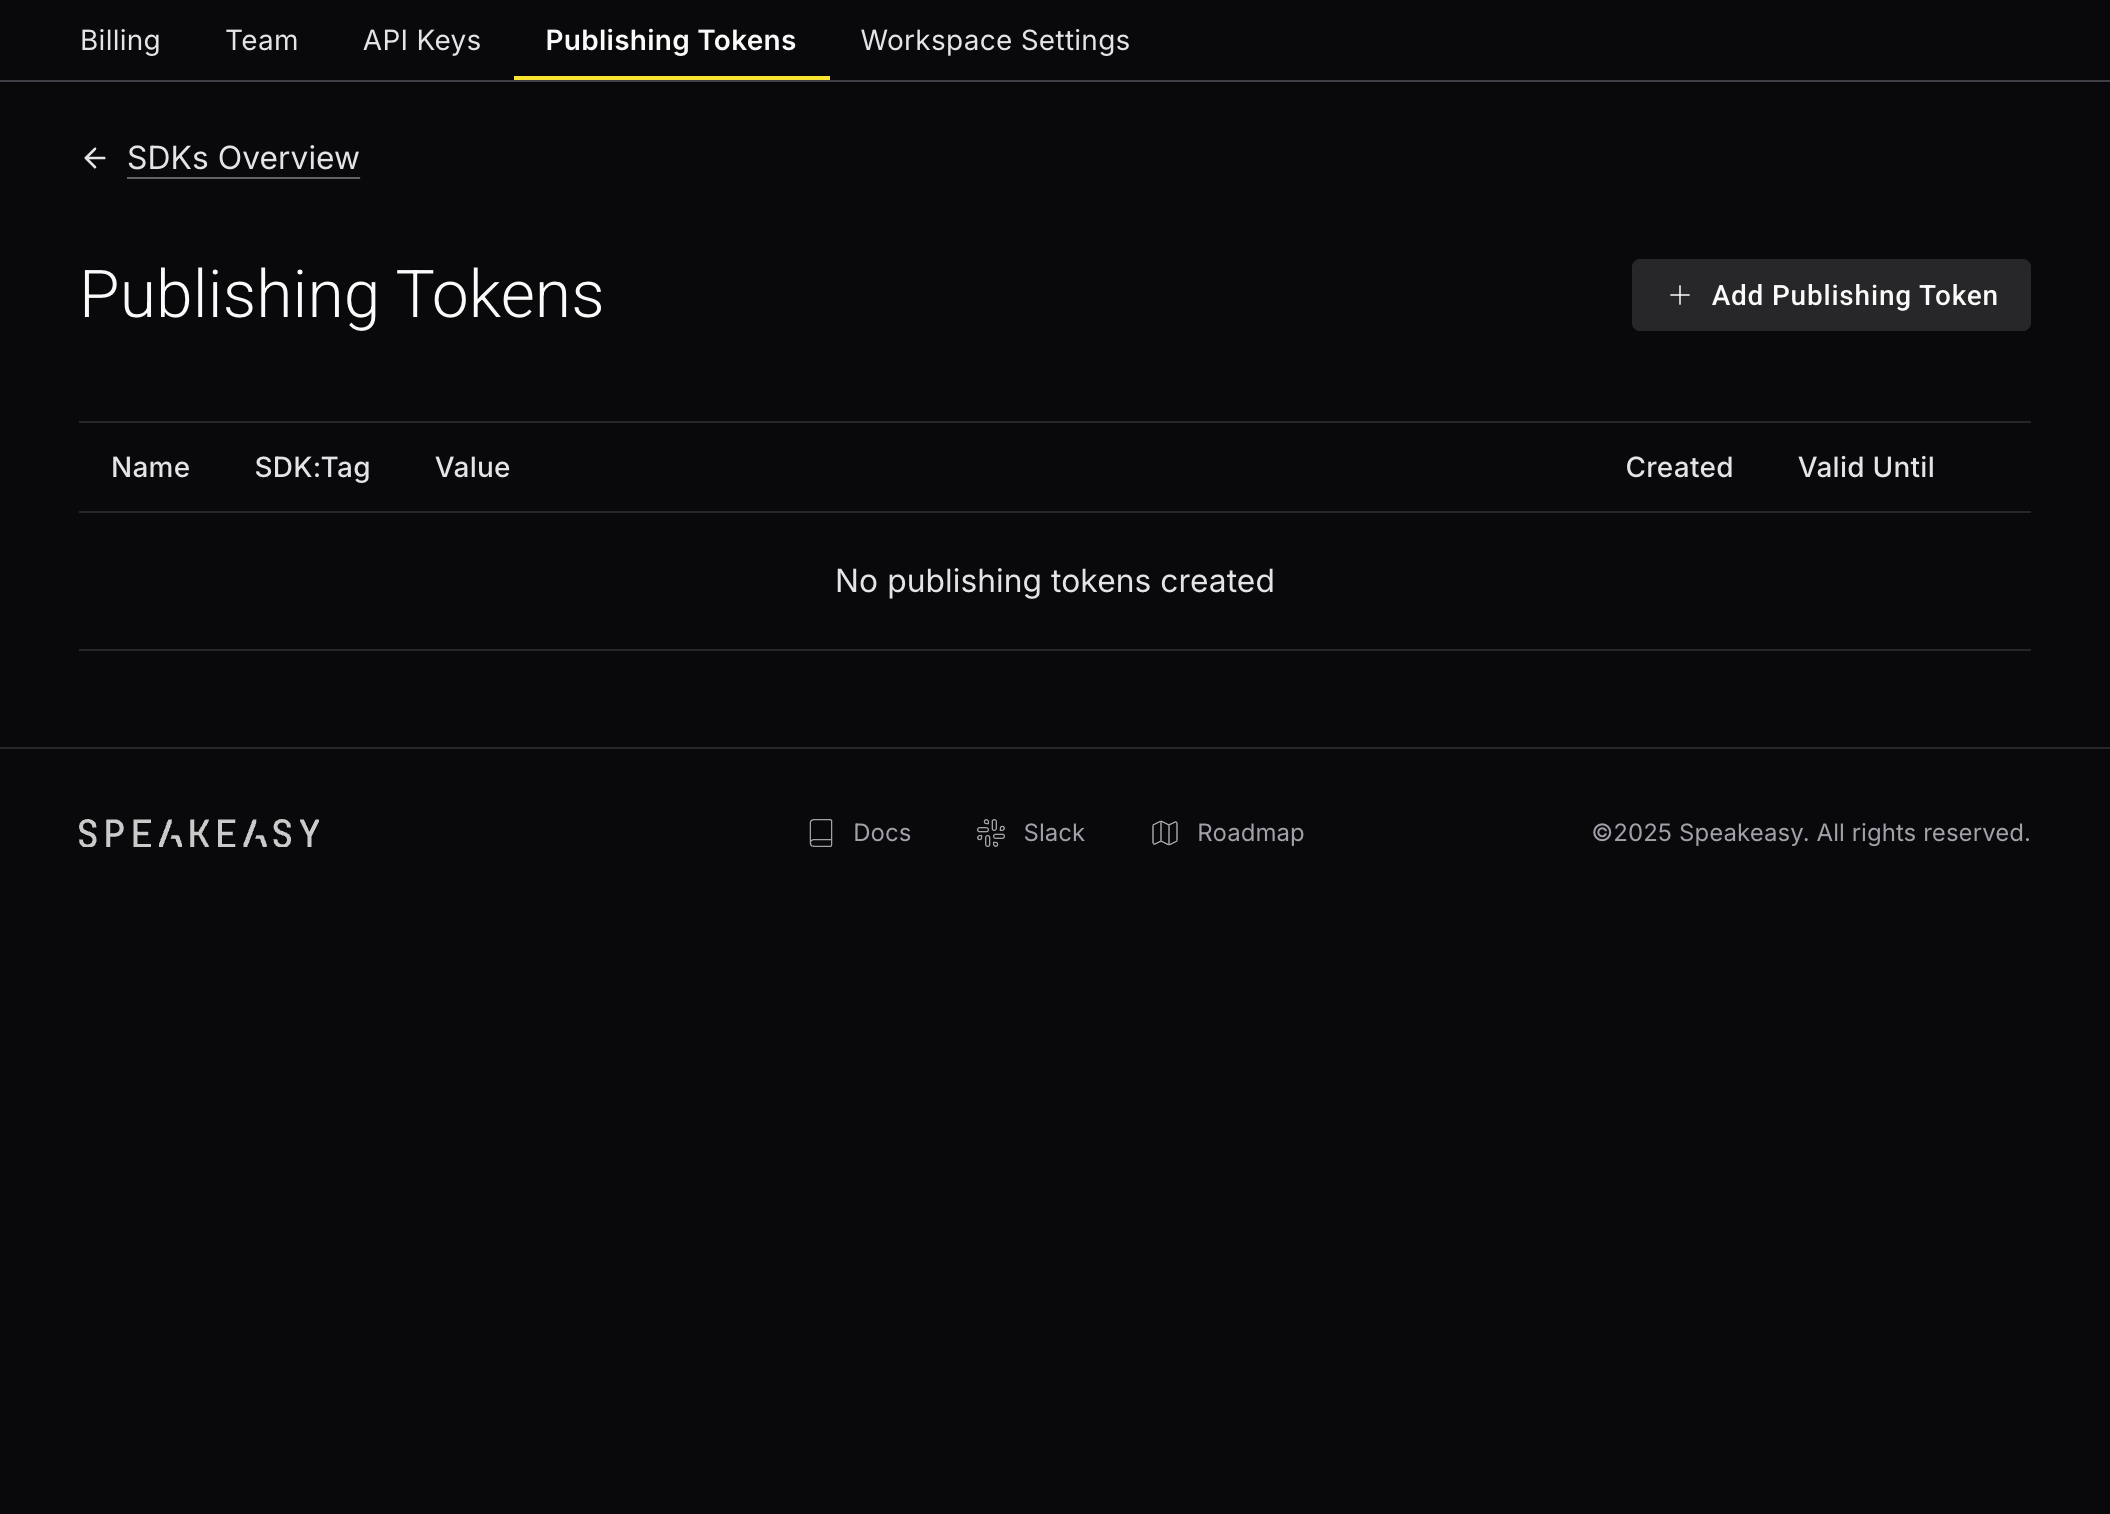 Billing Team API Keys Publishing Tokens Workspace Settings
SDKs Overview
Publishing Tokens
Add Publishing Token
Name SDK:Tag Value Created Valid Until
No publishing tokens created
SPEAKEASY Docs Slack Roadmap ©2025 Speakeasy. All rights reserved.